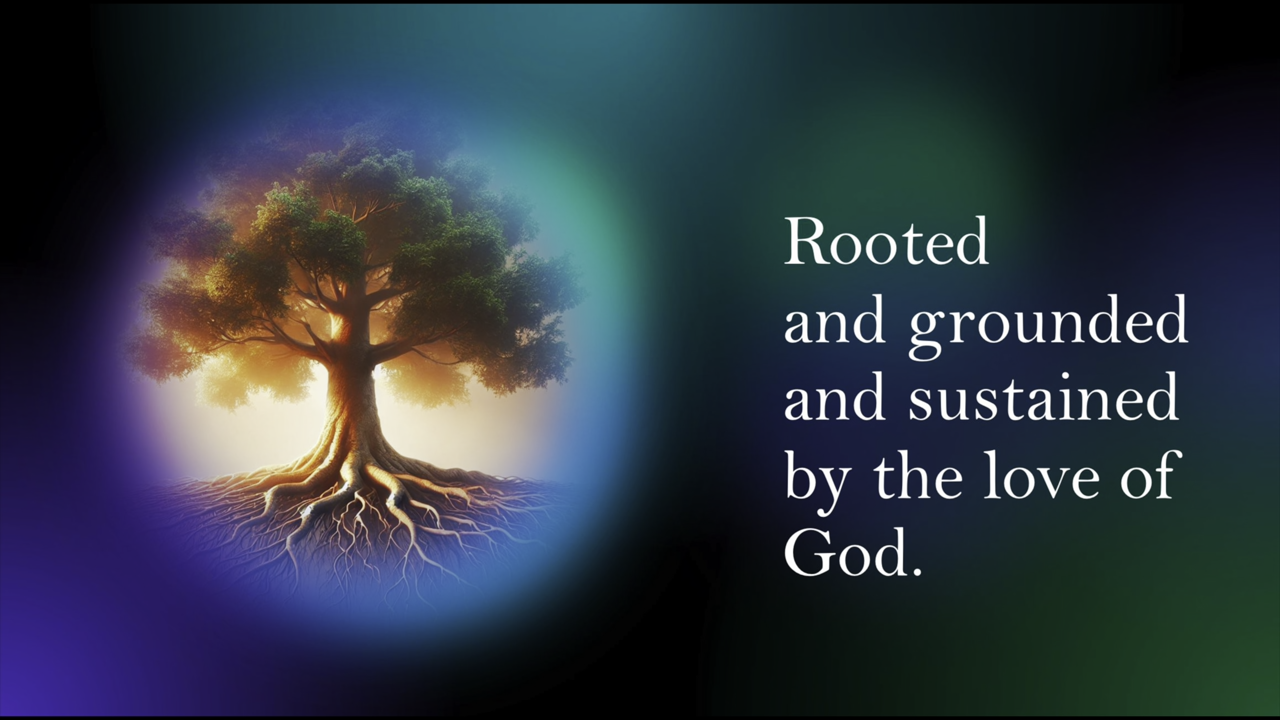 Rooted
and grounded
and sustained
by the love of
God.